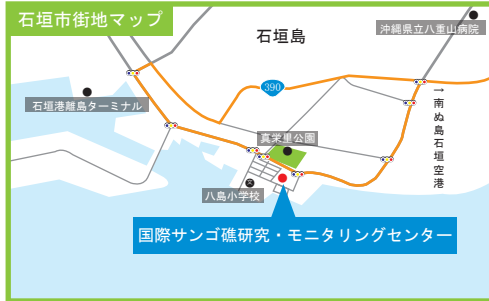 石垣市街地マップ
沖縄県立八重山病院
石垣島
390
石垣港離島ターミナル
→南ぬ島石垣空港
真栄里公園
八島小学校
国際サンゴ礁研究・モニタリングセンター